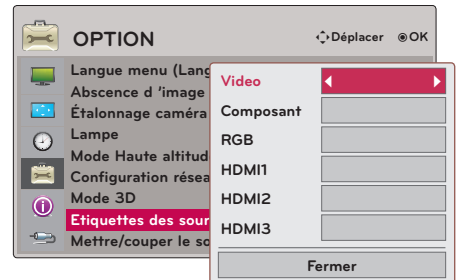 OPTION
Déplacer OK
Langue menu (Lang
Abscence d 'image
Étalonnage caméra
Lampe
Mode Haute altitud
Configuration résea
Mode 3D
Etiquettes des sour
Mettre/couper le so
Video
Composant
RGB
HDMI1
HDMI2
HDMI3
Fermer